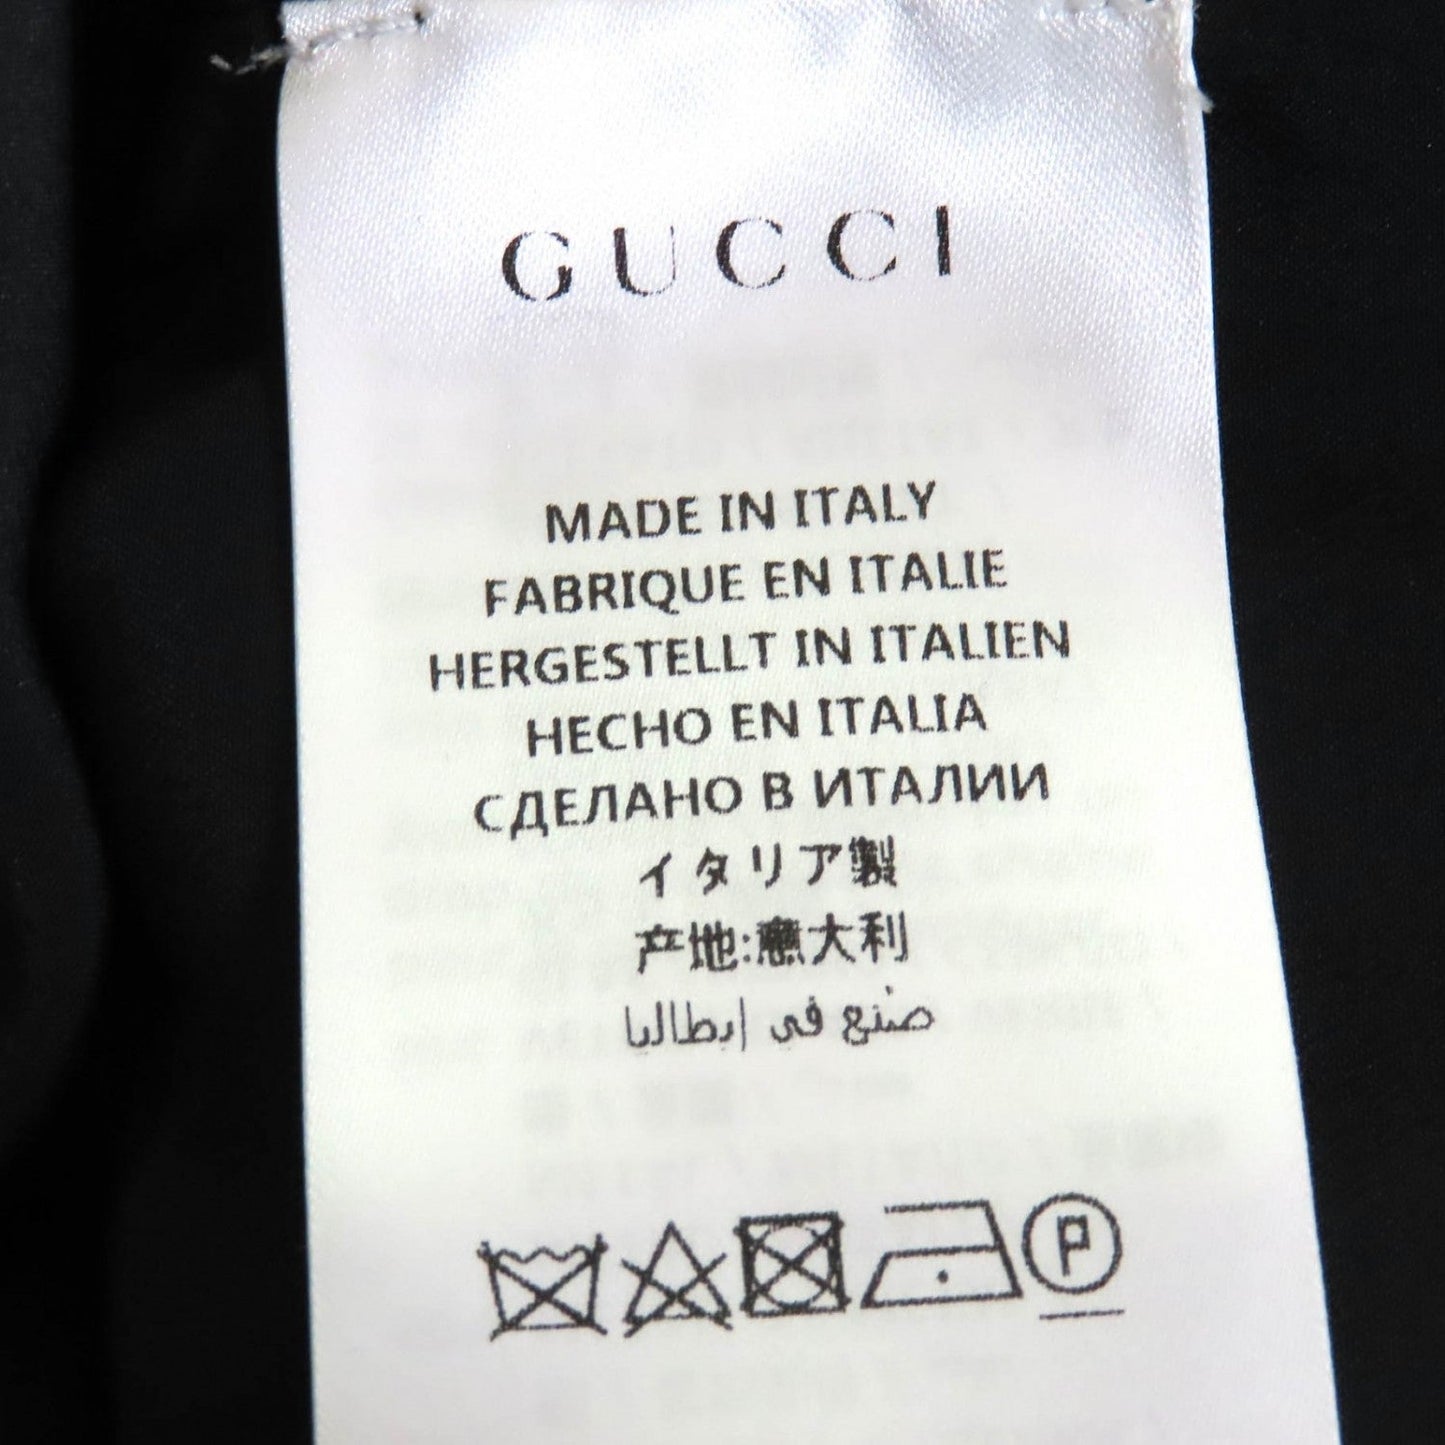 GUCCI
MADE IN ITALY
FABRIQUE EN ITALIE
HERGESTELLT IN ITALIEN
HECHO EN ITALIA
СДЕЛАНО В ИТАЛИИ
イタリア製
产地:意大利
صنع في إيطاليا
P